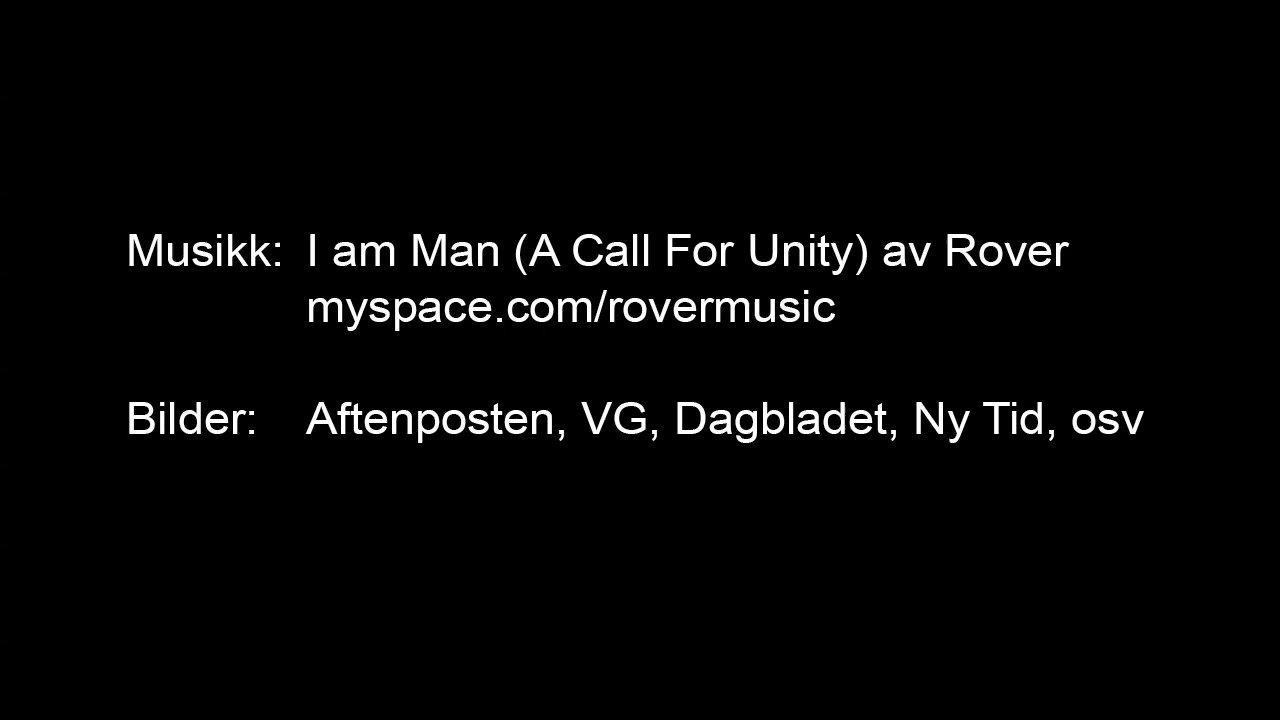 Musikk: I am Man (A Call For Unity) av Rover
myspace.com/rovermusic
Bilder: Aftenposten, VG, Dagbladet, Ny Tid, osv